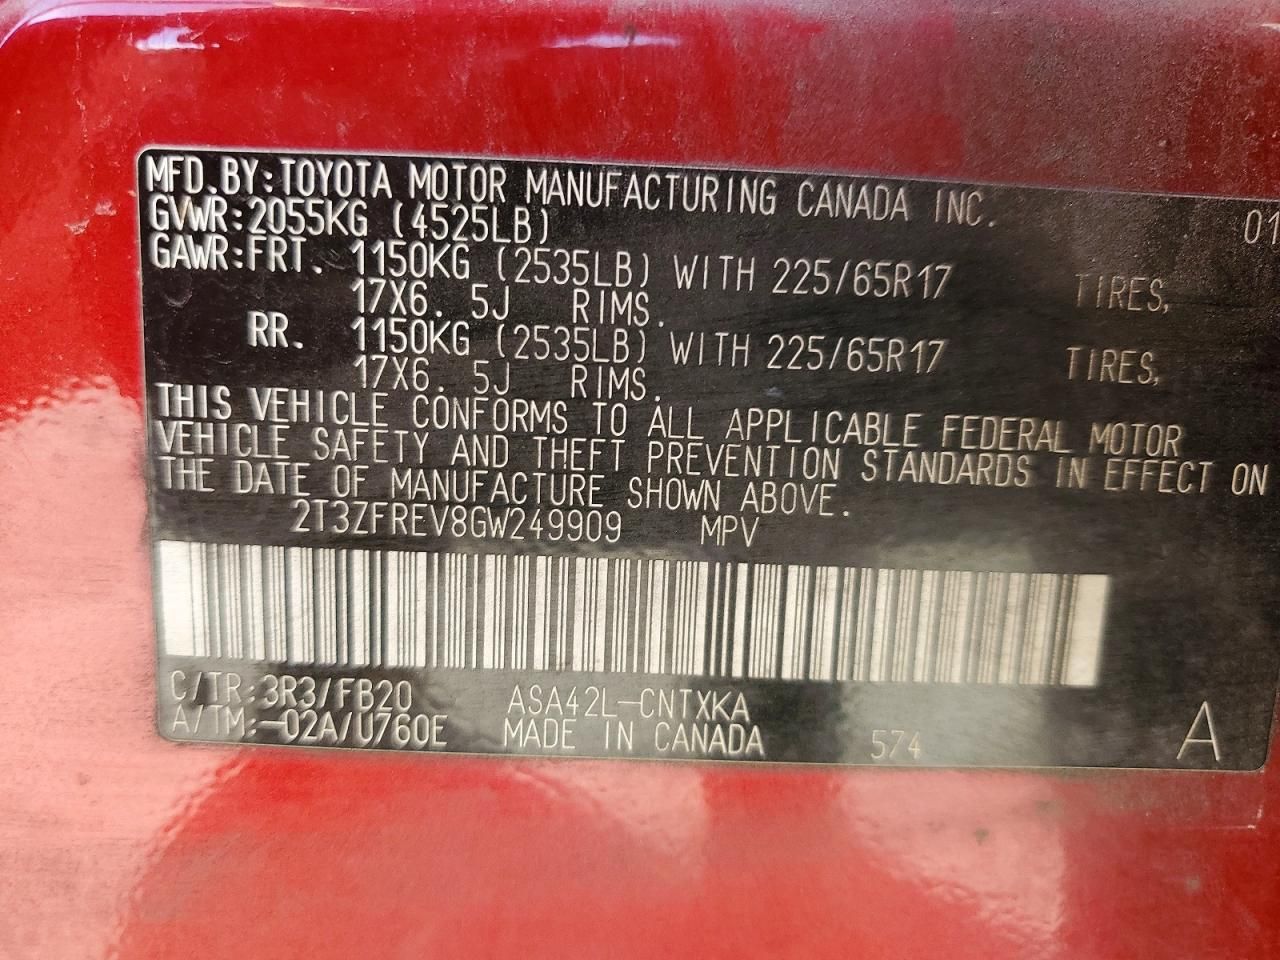 MFD.BY:TOYOTA MOTOR MANUFACTURING CANADA INC. 01
GVWR:2055KG (4525LB)
GAWR:FRT. 1150KG (2535LB) WITH 225/65R17 TIRES,
17X6. 5J RIMS.
RR. 1150KG (2535LB) WITH 225/65R17 TIRES,
17X6. 5J RIMS.
THIS VEHICLE CONFORMS TO ALL APPLICABLE FEDERAL MOTOR
VEHICLE SAFETY AND THEFT PREVENTION STANDARDS IN EFFECT ON
THE DATE OF MANUFACTURE SHOWN ABOVE.
2T3ZFREV8GW249909 MPV
C/TR:3R3/FB20 ASA42L-CNTXKA
A/TM:-02A/U760E MADE IN CANADA 574 A